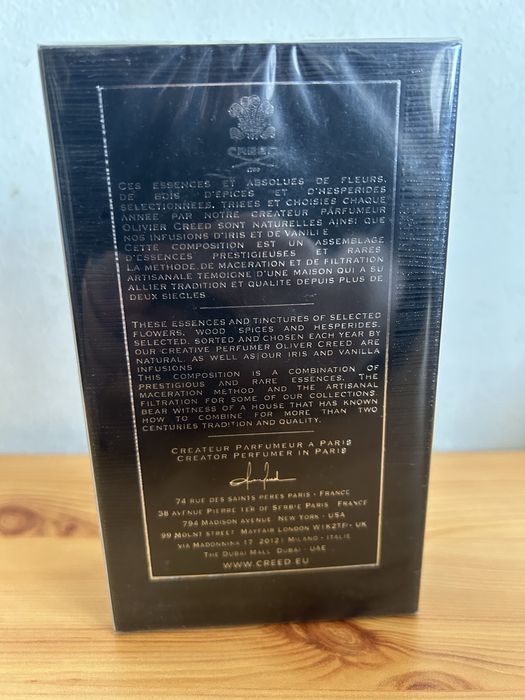 CREED
1760
CES ESSENCES ET ABSOLUES DE FLEURS,
DE BOIS D'EPICES ET D'HESPERIDES
SELECTIONNÉES, TRIEES ET CHOISIES CHAQUE
ANNÉE PAR NOTRE CREATEUR PARFUMEUR
OLIVIER CREED SONT NATURELLES AINSI QUE
NOS INFUSIONS D'IRIS ET DE VANILLE
CETTE COMPOSITION EST UN ASSEMBLAGE
D'ESSENCES PRESTIGIEUSES ET RARES
LA METHODE, DE MACERATION ET DE FILTRATION
ARTISANALE TEMOIGNE D'UNE MAISON QUI A SU
ALLIER TRADITION ET QUALITE DEPUIS PLUS DE
DEUX SIECLES
THESE ESSENCES AND TINCTURES OF SELECTED
FLOWERS, WOOD SPICES AND HESPERIDES,
SELECTED, SORTED AND CHOSEN EACH YEAR BY
OUR CREATIVE PERFUMER OLIVER CREED, ARE
NATURAL, AS WELL AS OUR IRIS AND VANILLA
INFUSIONS
THIS COMPOSITION IS A COMBINATION OF
PRESTIGIOUS AND RARE ESSENCES. THE
MACERATION METHOD AND THE ARTISANAL
FILTRATION FOR SOME OF OUR COLLECTIONS,
BEAR WITNESS OF A HOUSE THAT HAS KNOWN
HOW TO COMBINE FOR MORE THAN TWO
CENTURIES TRADITION AND QUALITY.
CREATEUR PARFUMEUR A PARIS
CREATOR PERFUMER IN PARIS
74 RUE DES SAINTS PERES PARIS - FRANCE
38 AVENUE PIERRE 1ER DE SERBIE PARIS FRANCE
794 MADISON AVENUE NEW YORK - USA
99 MOUNT STREET MAYFAIR LONDON W1K2TF - UK
VIA MADONNINA 17 20121 MILANO - ITALIE
THE DUBAI MALL DUBAI - UAE
WWW.CREED.EU